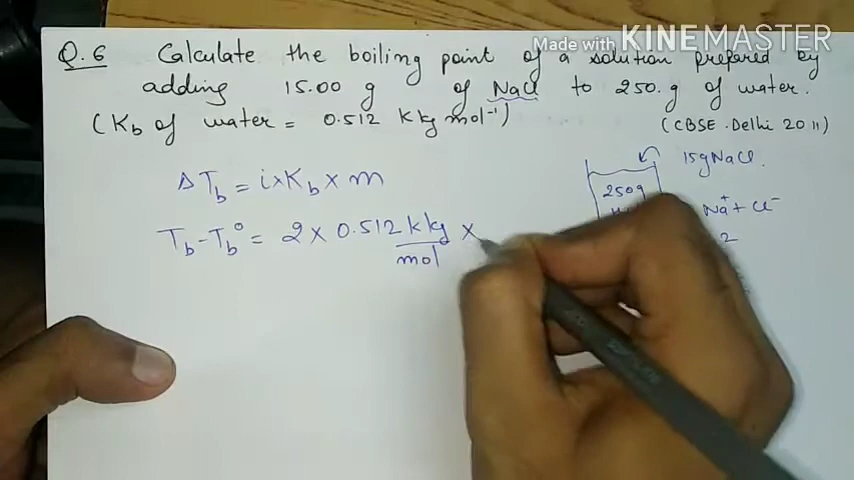 Made with KINEMASTER
Q.6 Calculate the boiling point of a solution prepared by
adding 15.00 g of NaCl to 250. g of water.
(Kb of water = 0.512 K kg mol⁻¹) (CBSE. Delhi 2011)
15gNaCl.
250g
Na⁺ + Cl⁻
2
ΔTb = i x Kb x m
Tb - Tb° = 2 x 0.512 K kg x
mol